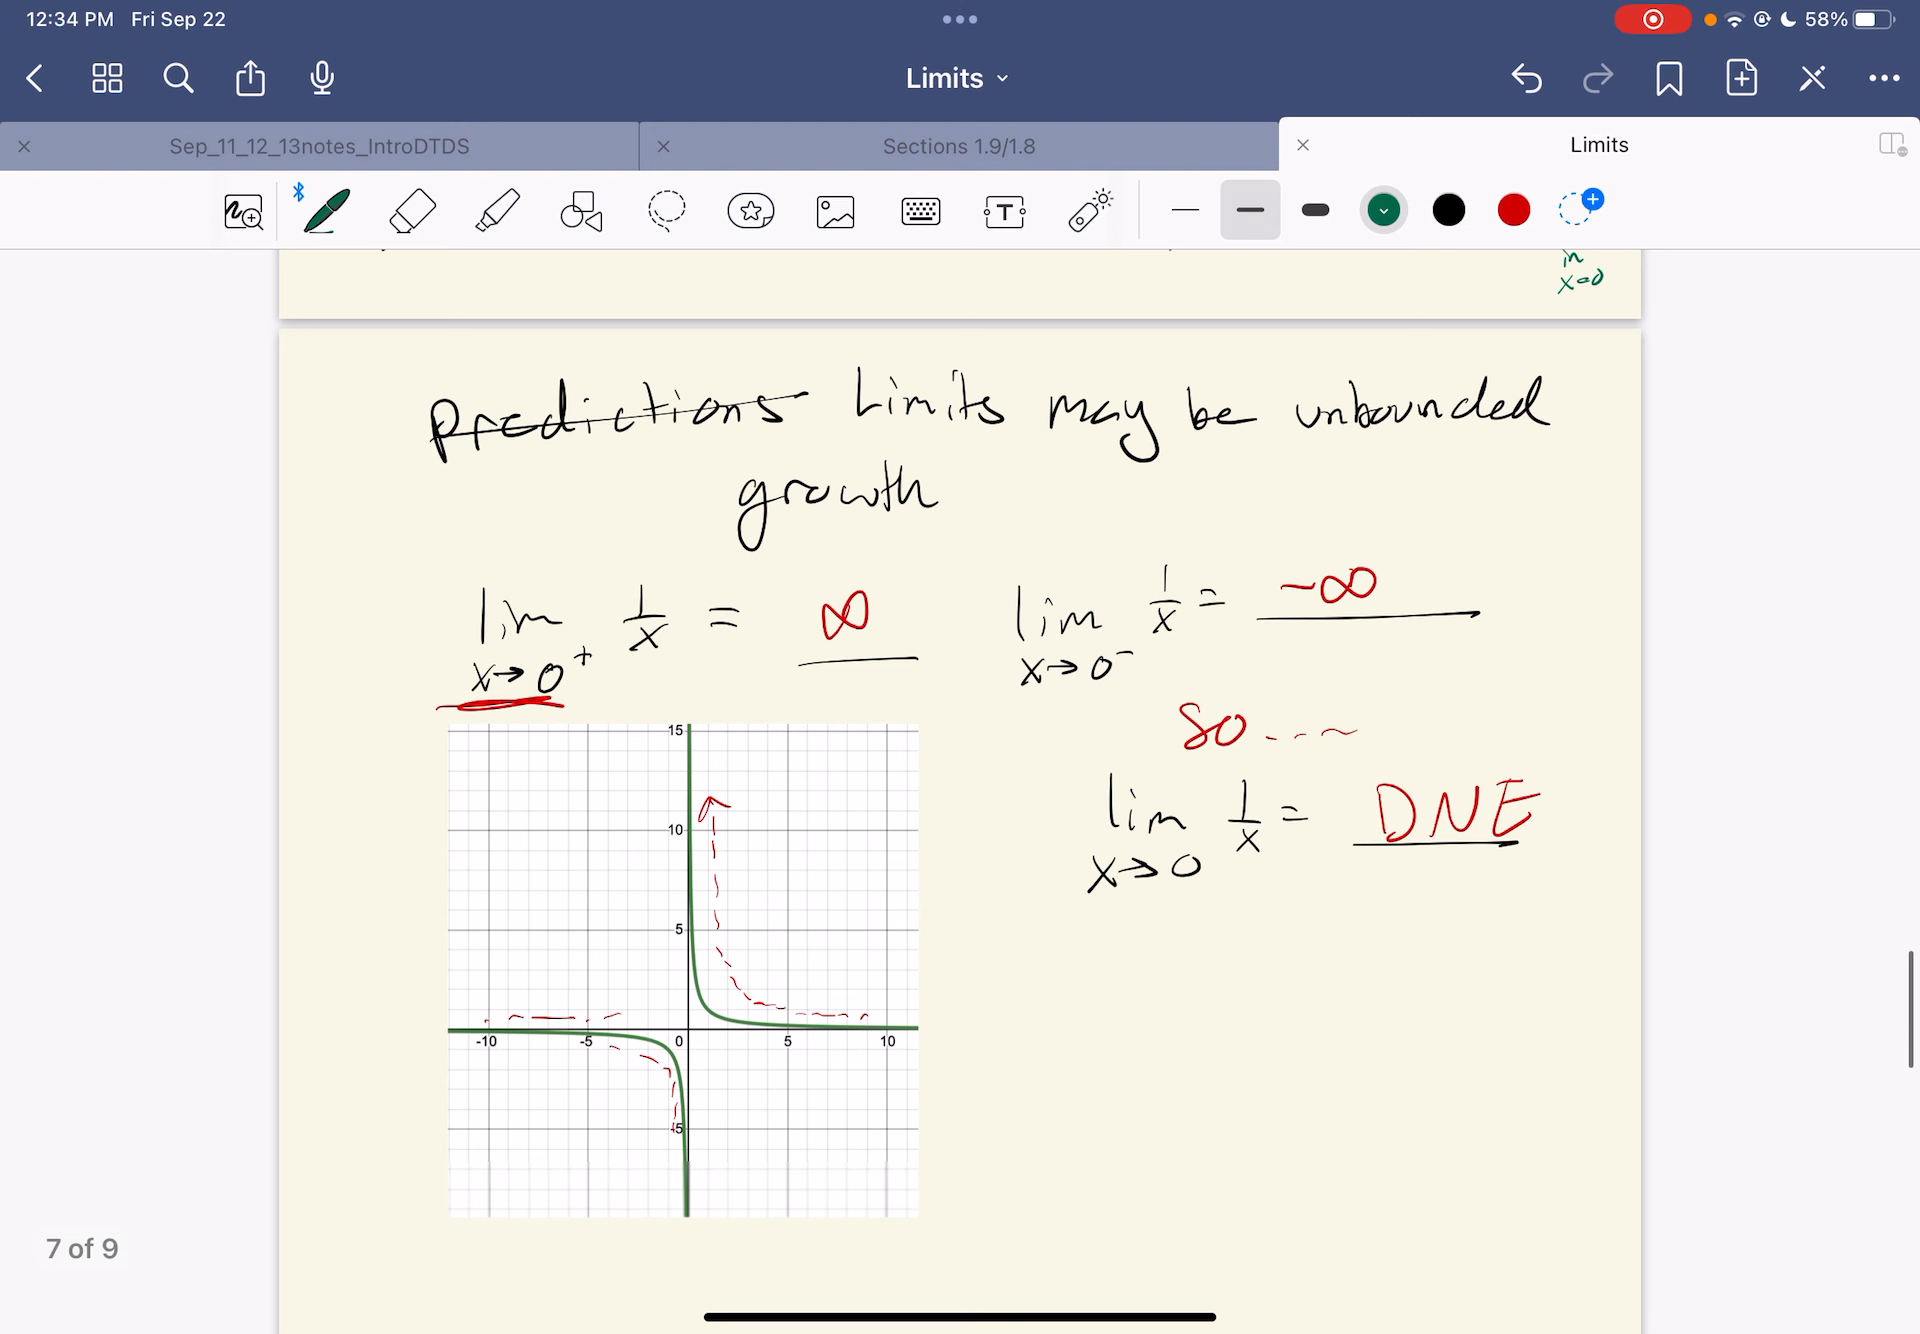 12:34 PM Fri Sep 22
58%
Limits
Sep_11_12_13notes_IntroDTDS
Sections 1.9/1.8
Limits
T
in
x=0
Predictions Limits may be unbounded
growth
lim 1/x = ∞
x→0⁺
lim 1/x = -∞
x→0⁻
So....
lim 1/x = DNE
x→0
15
10
5
-10 -5 0 5 10
-5
7 of 9